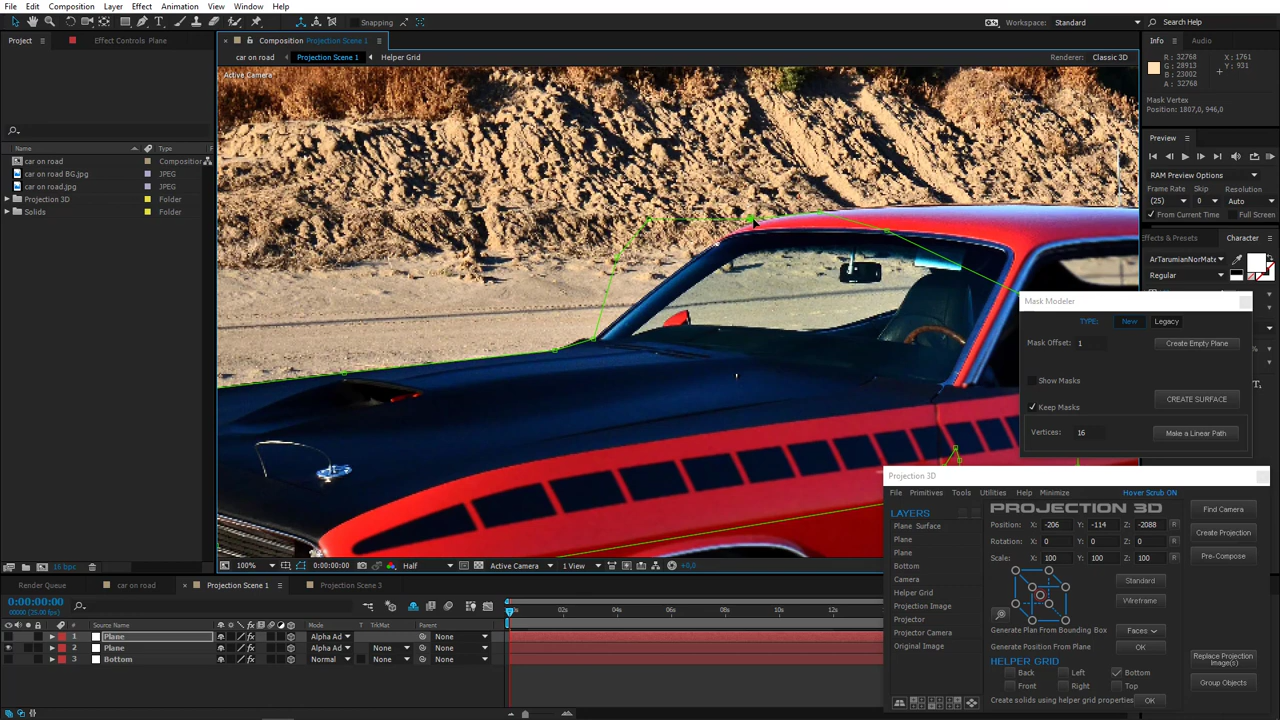 File Edit Composition Layer Effect Animation View Window Help
Snapping Workspace: Standard Search Help
Project Effect Controls Plane
Composition Projection Scene 1
Info Audio
car on road Projection Scene 1 Helper Grid Renderer: Classic 3D
Active Camera
R: 32768 X: 1761
G: 28913 Y: 931
B: 23002
A: 32768
Mask Vertex
Position: 1807,0, 946,0
Name Type
car on road Composition
car on road BG.jpg JPEG
car on road.jpg JPEG
Projection 3D Folder
Solids Folder
Preview
RAM Preview Options
Frame Rate Skip Resolution
(25) 0 Auto
From Current Time Full Screen
Effects & Presets Character
ArTarumianNorMate
Regular
Mask Modeler
TYPE: New Legacy
Mask Offset: 1 Create Empty Plane
Show Masks
Keep Masks CREATE SURFACE
Vertices: 16 Make a Linear Path
Projection 3D
File Primitives Tools Utilities Help Minimize Hover Scrub ON
LAYERS
Plane Surface
Plane
Plane
Bottom
Camera
Helper Grid
Projection Image
Projector
Projector Camera
Original Image
PROJECTION 3D
Position: X: -206 Y: -114 Z: -2088 R
Rotation: X: 0 Y: 0 Z: 0 R
Scale: X: 100 Y: 100 Z: 100 R
Standard
Wireframe
Generate Plan From Bounding Box Faces
Generate Position From Plane OK
HELPER GRID
Back Left Bottom
Front Right Top
Create solids using helper grid properties OK
Find Camera
Create Projection
Pre-Compose
Replace Projection
Image(s)
Group Objects
16 bpc
100% 0:00:00:00 Half Active Camera 1 View +0,0
Render Queue car on road Projection Scene 1 Projection Scene 3
0:00:00:00
00000 (25.00 fps)
02s 04s 06s 08s 10s 12s
# Source Name Mode T TrkMat Parent
1 Plane Alpha Ad None
2 Plane Alpha Ad None None
3 Bottom Normal None None